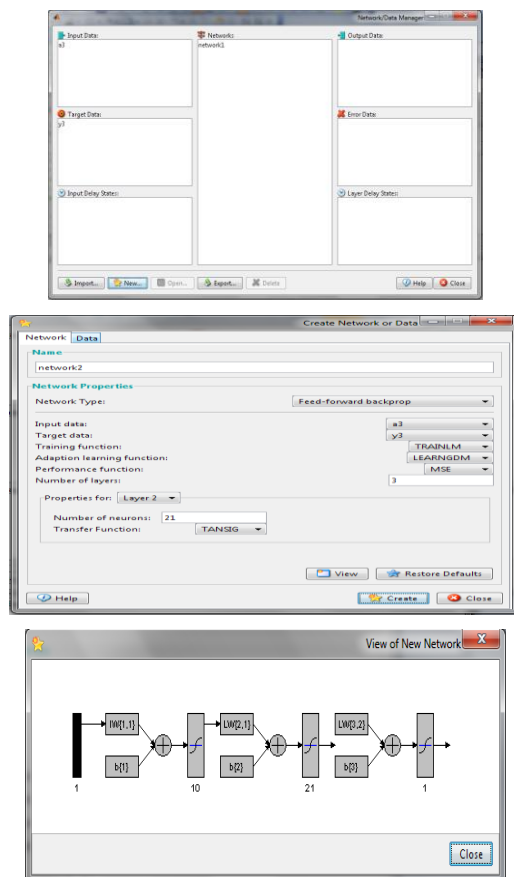 Network/Data Manager
Input Data:
a3
Networks
network1
Output Data:
Target Data:
y3
Error Data:
Input Delay States:
Layer Delay States:
Import... New... Open... Export... Delete Help Close
Create Network or Data
Network Data
Name
network2
Network Properties
Network Type: Feed-forward backprop
Input data: a3
Target data: y3
Training function: TRAINLM
Adaption learning function: LEARNGDM
Performance function: MSE
Number of layers: 3
Properties for: Layer 2
Number of neurons: 21
Transfer Function: TANSIG
View Restore Defaults
Help Create Close
View of New Network
IW{1,1} LW{2,1} LW{3,2}
b{1} b{2} b{3}
1 10 21 1
Close